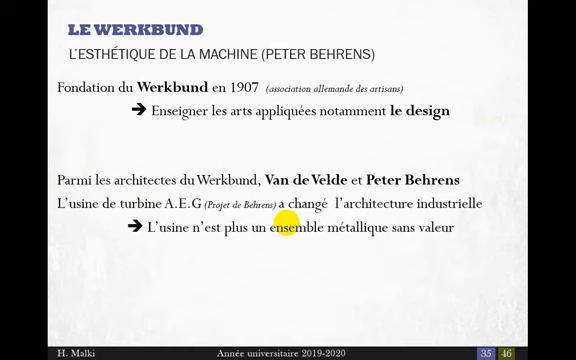 LE WERKBUND
L'ESTHÉTIQUE DE LA MACHINE (PETER BEHRENS)
Fondation du Werkbund en 1907 (association allemande des artisans)
➔ Enseigner les arts appliquées notamment le design
Parmi les architectes du Werkbund, Van de Velde et Peter Behrens
L'usine de turbine A.E.G (Projet de Behrens) a changé l'architecture industrielle
➔ L'usine n'est plus un ensemble métallique sans valeur
H. Malki Année universitaire 2019-2020 35 46